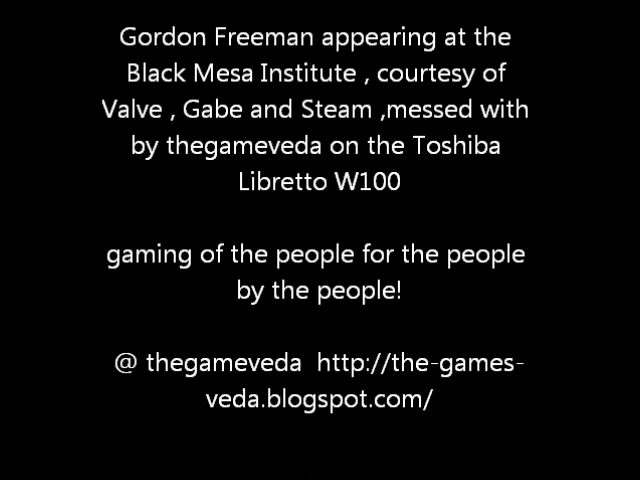 Gordon Freeman appearing at the
Black Mesa Institute , courtesy of
Valve , Gabe and Steam ,messed with
by thegameveda on the Toshiba
Libretto W100
gaming of the people for the people
by the people!
@ thegameveda  http://the-games-
veda.blogspot.com/